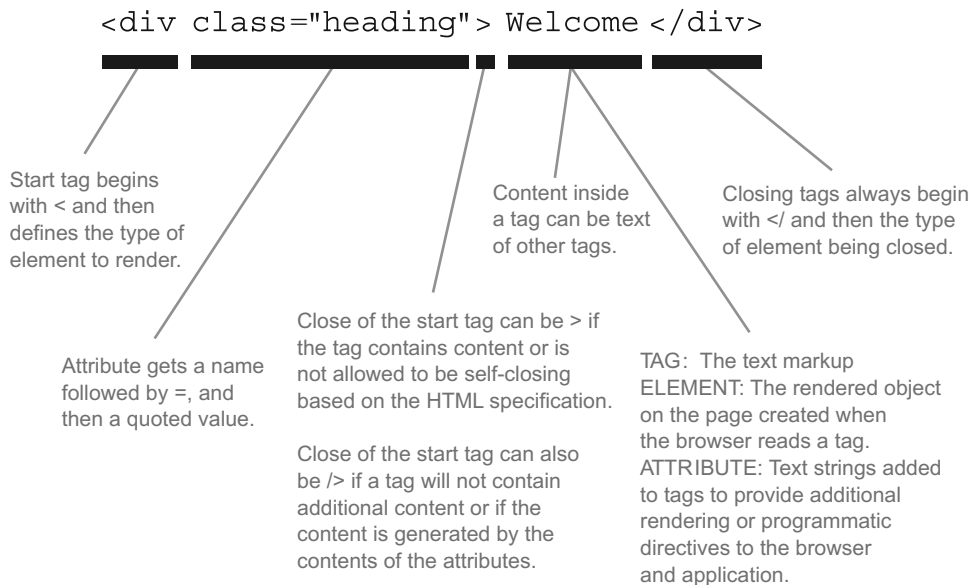 <div class="heading"> Welcome </div>
Start tag begins
with < and then
defines the type of
element to render.
Content inside
a tag can be text
of other tags.
Closing tags always begin
with </ and then the type
of element being closed.
Attribute gets a name
followed by =, and
then a quoted value.
Close of the start tag can be > if
the tag contains content or is
not allowed to be self-closing
based on the HTML specification.
Close of the start tag can also
be /> if a tag will not contain
additional content or if the
content is generated by the
contents of the attributes.
TAG: The text markup
ELEMENT: The rendered object
on the page created when
the browser reads a tag.
ATTRIBUTE: Text strings added
to tags to provide additional
rendering or programmatic
directives to the browser
and application.